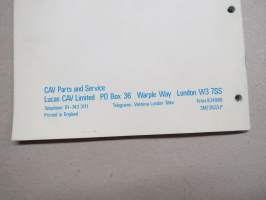 CAV Parts and Service
Lucas CAV Limited PO Box 36 Warple Way London W3 7SS
Telephone: 01-743 3111 Telegrams: Vantoria London Telex
Printed in England